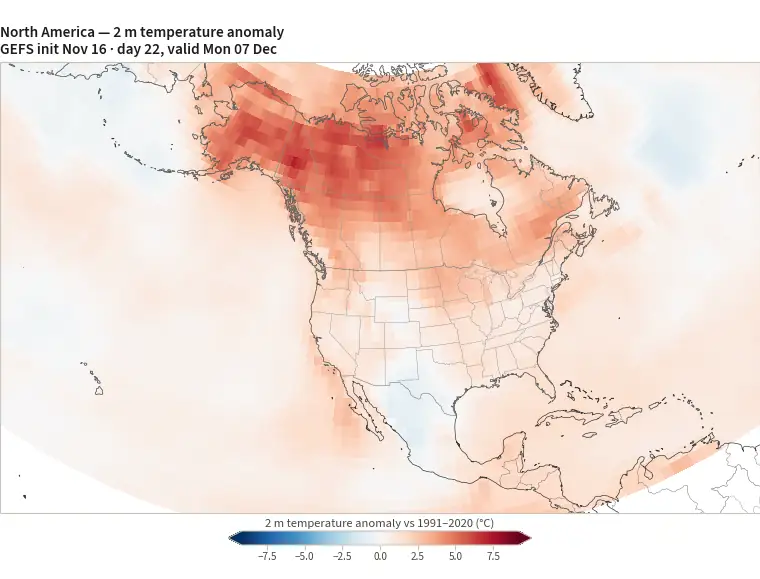 North America — 2 m temperature anomaly
GEFS init Nov 16 · day 22, valid Mon 07 Dec
2 m temperature anomaly vs 1991–2020 (°C)
−7.5 −5.0 −2.5 0.0 2.5 5.0 7.5